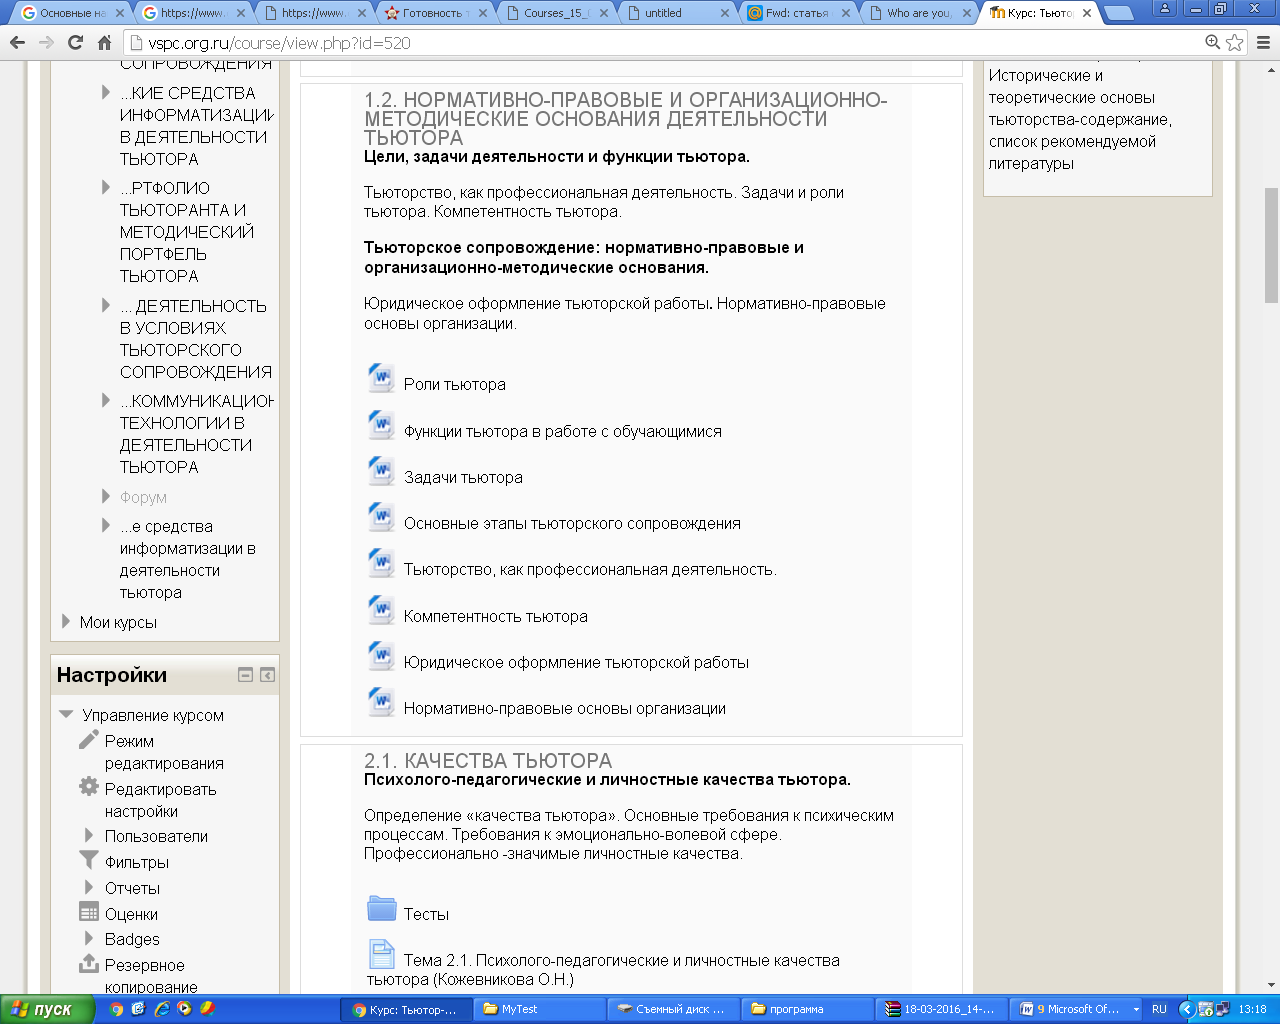 Основные на
https://www.
https://www.
Готовность т
Courses_15_
untitled
Fwd: статья
Who are you,
Курс: Тьютор
vspc.org.ru/course/view.php?id=520
СОПРОВОЖДЕНИЯ
...КИЕ СРЕДСТВА
ИНФОРМАТИЗАЦИИ
В ДЕЯТЕЛЬНОСТИ
ТЬЮТОРА
...РТФОЛИО
ТЬЮТОРАНТА И
МЕТОДИЧЕСКИЙ
ПОРТФЕЛЬ
ТЬЮТОРА
... ДЕЯТЕЛЬНОСТЬ
В УСЛОВИЯХ
ТЬЮТОРСКОГО
СОПРОВОЖДЕНИЯ
...КОММУНИКАЦИОН
ТЕХНОЛОГИИ В
ДЕЯТЕЛЬНОСТИ
ТЬЮТОРА
Форум
...е средства
информатизации в
деятельности
тьютора
Мои курсы
Настройки
Управление курсом
Режим
редактирования
Редактировать
настройки
Пользователи
Фильтры
Отчеты
Оценки
Badges
Резервное
копирование
1.2. НОРМАТИВНО-ПРАВОВЫЕ И ОРГАНИЗАЦИОННО-
МЕТОДИЧЕСКИЕ ОСНОВАНИЯ ДЕЯТЕЛЬНОСТИ
ТЬЮТОРА
Цели, задачи деятельности и функции тьютора.
Тьюторство, как профессиональная деятельность. Задачи и роли
тьютора. Компетентность тьютора.
Тьюторское сопровождение: нормативно-правовые и
организационно-методические основания.
Юридическое оформление тьюторской работы. Нормативно-правовые
основы организации.
Роли тьютора
Функции тьютора в работе с обучающимися
Задачи тьютора
Основные этапы тьюторского сопровождения
Тьюторство, как профессиональная деятельность.
Компетентность тьютора
Юридическое оформление тьюторской работы
Нормативно-правовые основы организации
2.1. КАЧЕСТВА ТЬЮТОРА
Психолого-педагогические и личностные качества тьютора.
Определение «качества тьютора». Основные требования к психическим
процессам. Требования к эмоционально-волевой сфере.
Профессионально -значимые личностные качества.
Тесты
Тема 2.1. Психолого-педагогические и личностные качества
тьютора (Кожевникова О.Н.)
Исторические и
теоретические основы
тьюторства-содержание,
список рекомендуемой
литературы
пуск
Курс: Тьютор-...
MyTest
Съемный диск ...
программа
18-03-2016_14-...
9 Microsoft Of...
RU
13:18